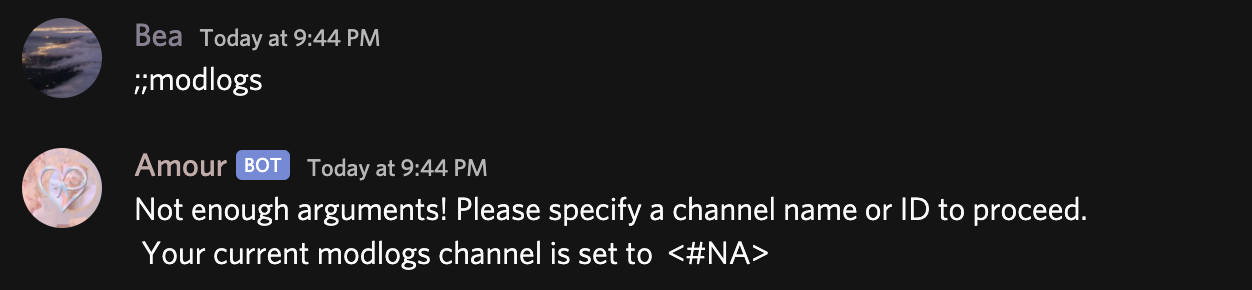 Bea Today at 9:44 PM
;;modlogs
Amour BOT Today at 9:44 PM
Not enough arguments! Please specify a channel name or ID to proceed.
Your current modlogs channel is set to <#NA>